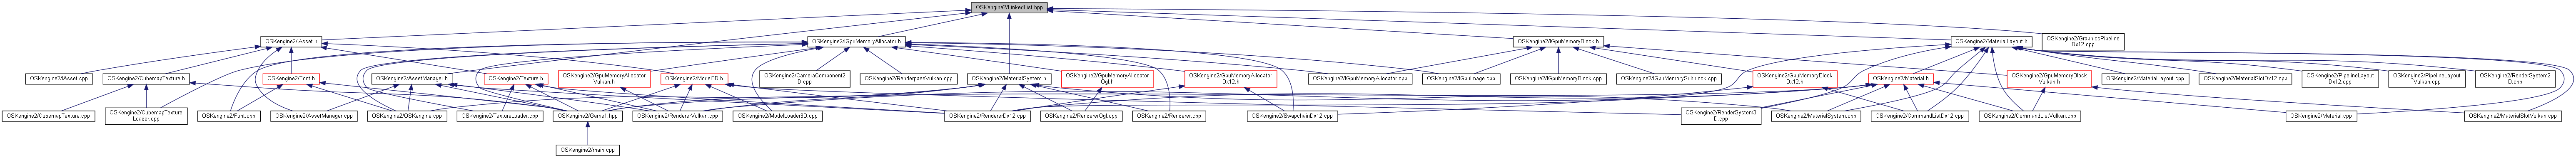 OSKengine2/LinkedList.hpp
OSKengine2/GraphicsPipeline
Dx12.cpp
OSKengine2/IAsset.h
OSKengine2/IGpuMemoryAllocator.h
OSKengine2/IGpuMemoryBlock.h
OSKengine2/MaterialLayout.h
OSKengine2/IAsset.cpp
OSKengine2/CubemapTexture.h
OSKengine2/Font.h
OSKengine2/AssetManager.h
OSKengine2/Texture.h
OSKengine2/GpuMemoryAllocator
Vulkan.h
OSKengine2/Model3D.h
OSKengine2/CameraComponent2
D.cpp
OSKengine2/RenderpassVulkan.cpp
OSKengine2/MaterialSystem.h
OSKengine2/GpuMemoryAllocator
Ogl.h
OSKengine2/GpuMemoryAllocator
Dx12.h
OSKengine2/IGpuMemoryAllocator.cpp
OSKengine2/IGpuImage.cpp
OSKengine2/IGpuMemoryBlock.cpp
OSKengine2/IGpuMemorySubblock.cpp
OSKengine2/GpuMemoryBlock
Dx12.h
OSKengine2/Material.h
OSKengine2/GpuMemoryBlock
Vulkan.h
OSKengine2/MaterialLayout.cpp
OSKengine2/MaterialSlotDx12.cpp
OSKengine2/PipelineLayout
Dx12.cpp
OSKengine2/PipelineLayout
Vulkan.cpp
OSKengine2/RenderSystem2
D.cpp
OSKengine2/CubemapTexture.cpp
OSKengine2/CubemapTexture
Loader.cpp
OSKengine2/Font.cpp
OSKengine2/AssetManager.cpp
OSKengine2/OSKengine.cpp
OSKengine2/TextureLoader.cpp
OSKengine2/Game1.hpp
OSKengine2/RendererVulkan.cpp
OSKengine2/ModelLoader3D.cpp
OSKengine2/RendererDx12.cpp
OSKengine2/RendererOgl.cpp
OSKengine2/Renderer.cpp
OSKengine2/SwapchainDx12.cpp
OSKengine2/RenderSystem3
D.cpp
OSKengine2/MaterialSystem.cpp
OSKengine2/CommandListDx12.cpp
OSKengine2/CommandListVulkan.cpp
OSKengine2/Material.cpp
OSKengine2/MaterialSlotVulkan.cpp
OSKengine2/main.cpp